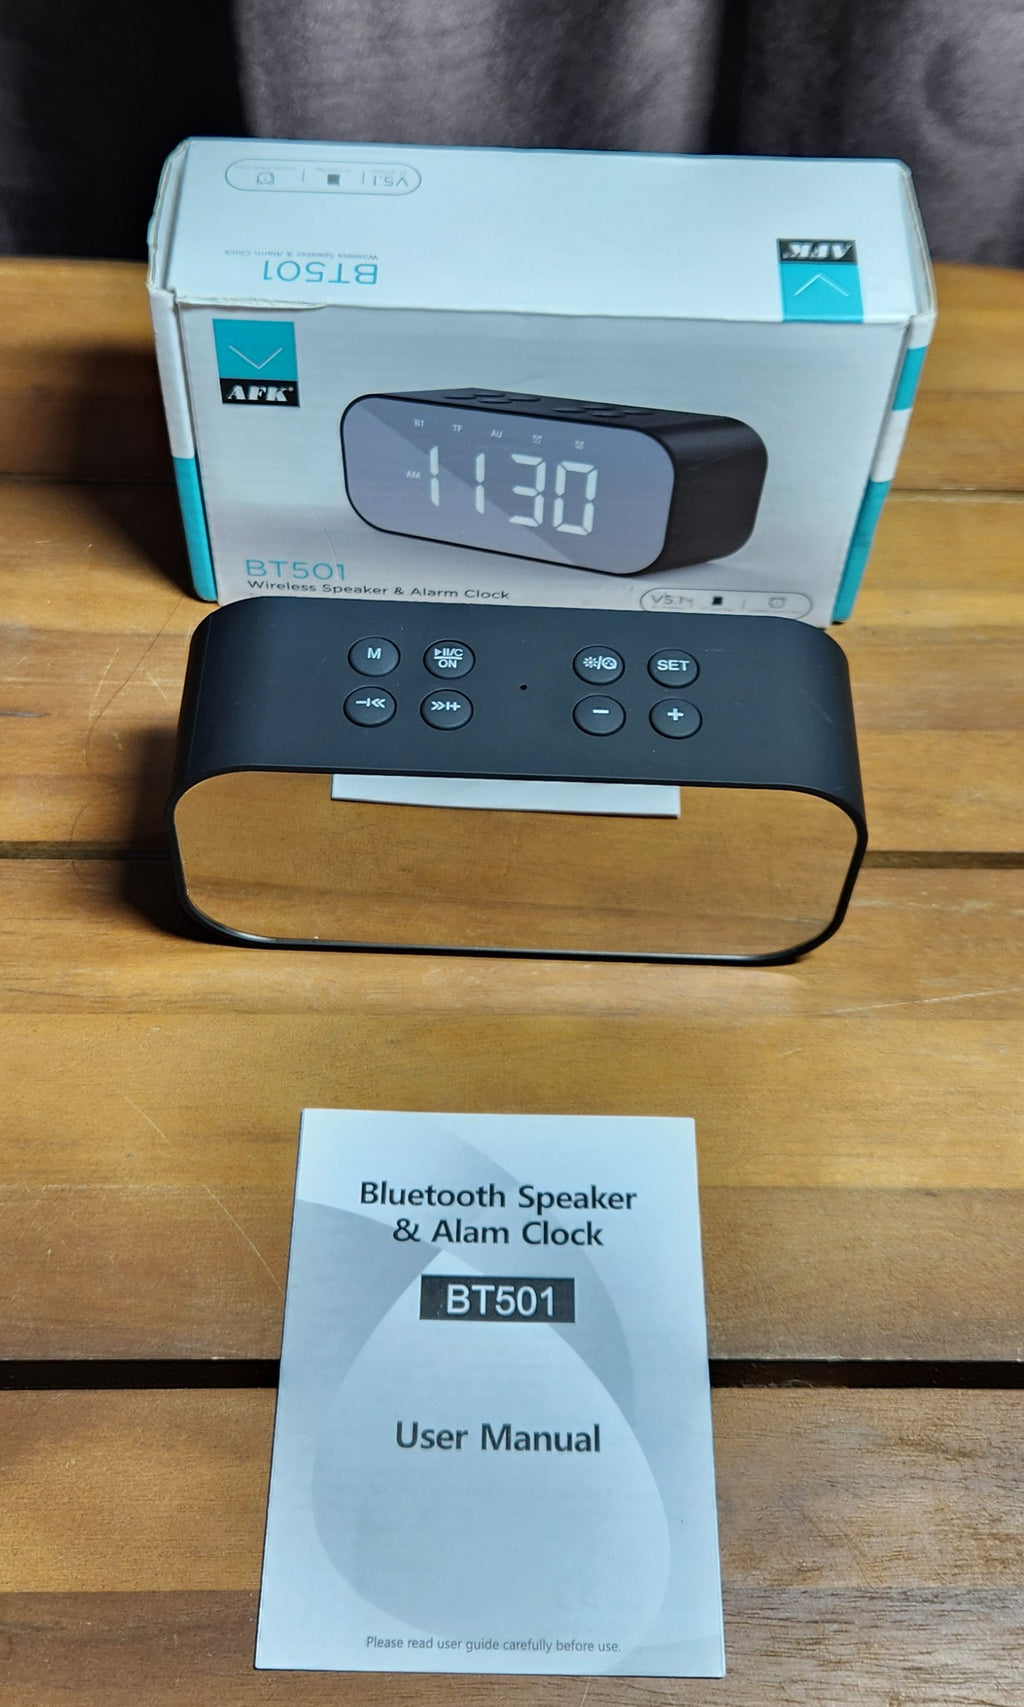 V5.1
BT501
Wireless Speaker & Alarm Clock
AFK
AFK
BT TF AU
AM
1130
BT501
Wireless Speaker & Alarm Clock
V5.1
M
II/C
ON
SET
−
+
Bluetooth Speaker
& Alam Clock
BT501
User Manual
Please read user guide carefully before use.